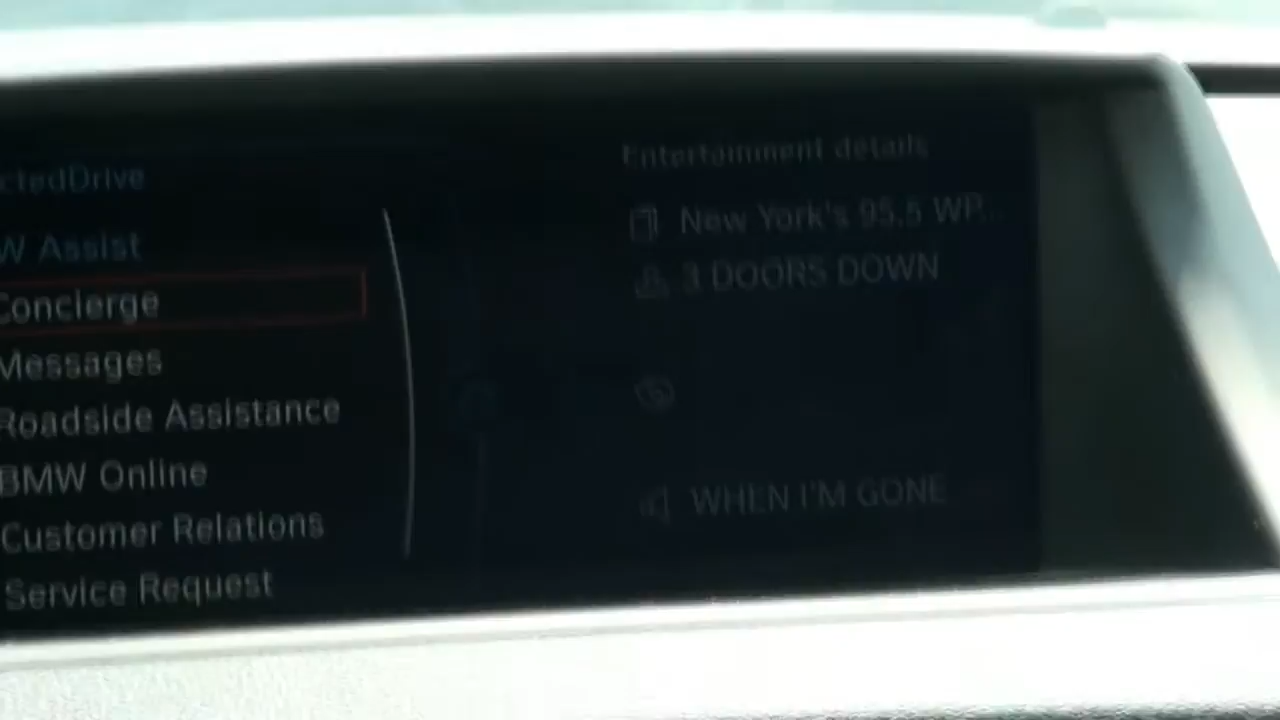 ctedDrive
W Assist
Concierge
Messages
Roadside Assistance
BMW Online
Customer Relations
Service Request
Entertainment details
New York's 95.5 WP...
3 DOORS DOWN
WHEN I'M GONE